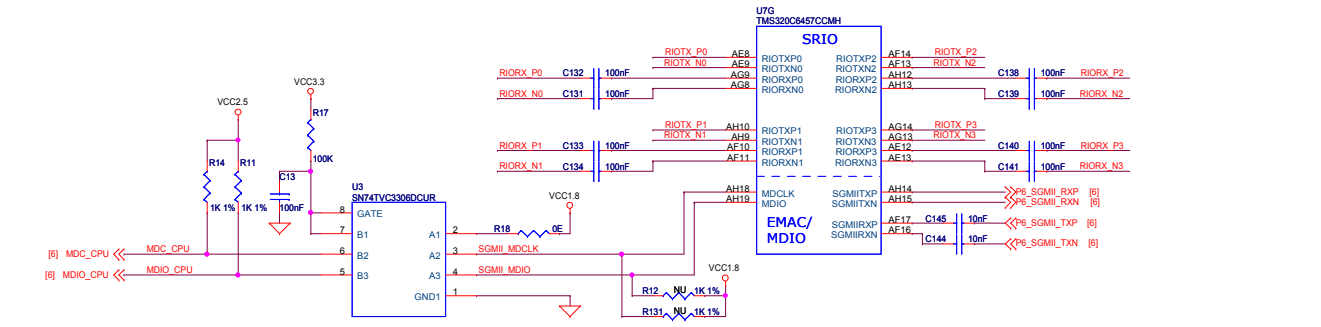 U7G
TMS320C6457CCMH
SRIO
RIOTX_P0 AE8 RIOTXP0 RIOTXP2 AF14 RIOTX_P2
RIOTX_N0 AE9 RIOTXN0 RIOTXN2 AF13 RIOTX_N2
RIORX_P0 C132 100nF AG9 RIORXP0 RIORXP2 AH12 C138 100nF RIORX_P2
AG8 RIORXN0 RIORXN2 AH13
RIORX_N0 C131 100nF C139 100nF RIORX_N2
VCC3.3
VCC2.5
R17
100K
RIOTX_P1 AH10 RIOTXP1 RIOTXP3 AG14 RIOTX_P3
RIOTX_N1 AH9 RIOTXN1 RIOTXN3 AG13 RIOTX_N3
RIORX_P1 C133 100nF AF10 RIORXP1 RIORXP3 AE12 C140 100nF RIORX_P3
AF11 RIORXN1 RIORXN3 AE13
RIORX_N1 C134 100nF C141 100nF RIORX_N3
R14 R11
1K 1% 1K 1%
C13
100nF
U3
SN74TVC3306DCUR
VCC1.8
AH18 MDCLK SGMIITXP AH14 P6_SGMII_RXP [6]
AH19 MDIO SGMIITXN AH15 P6_SGMII_RXN [6]
EMAC/
MDIO
SGMIIRXP AF17 C145 10nF P6_SGMII_TXP [6]
SGMIIRXN AF16 C144 10nF P6_SGMII_TXN [6]
8 GATE
7 B1 A1 2 R18 0E
[6] MDC_CPU MDC_CPU 6 B2 A2 3 SGMII_MDCLK
[6] MDIO_CPU MDIO_CPU 5 B3 A3 4 SGMII_MDIO
GND1 1
VCC1.8
R12 NU 1K 1%
R131 NU 1K 1%